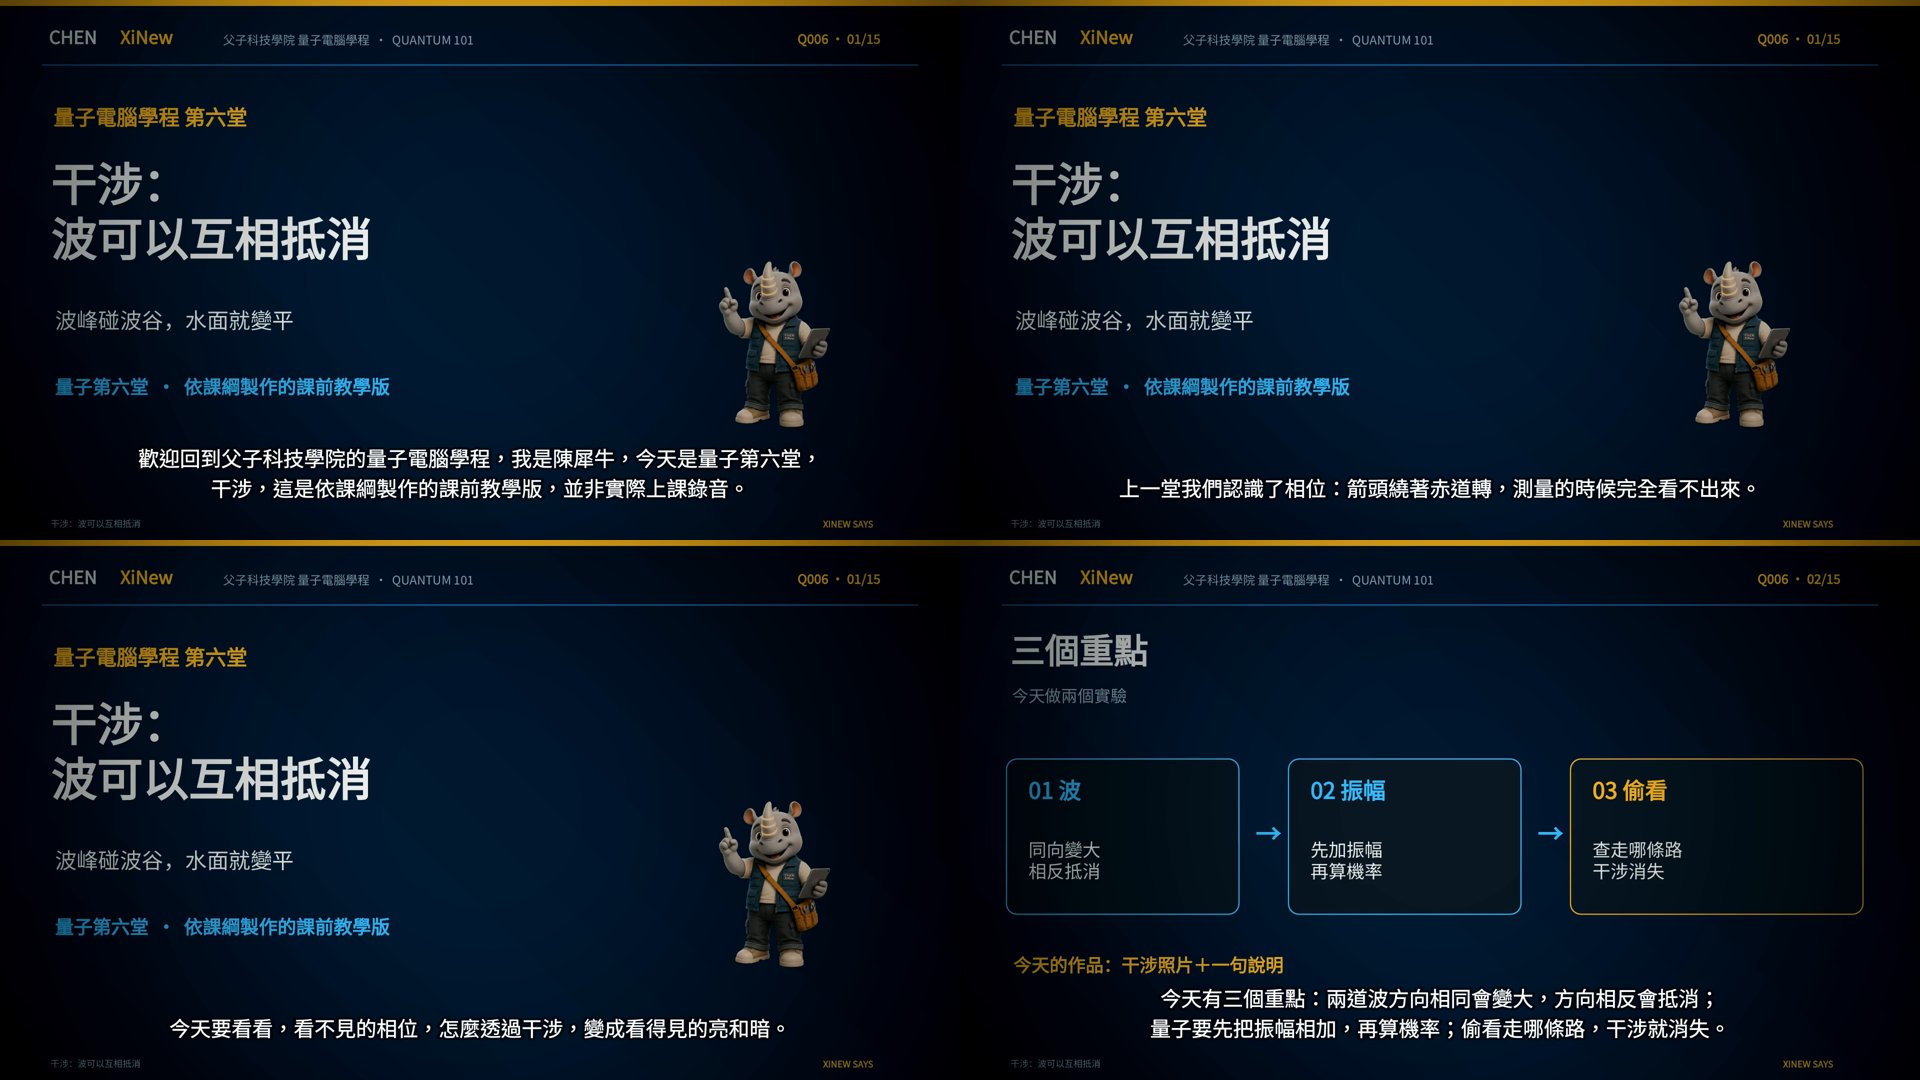 CHEN XiNew 父子科技學院 量子電腦學程 · QUANTUM 101 Q006 · 01/15
量子電腦學程 第六堂
干涉：
波可以互相抵消
波峰碰波谷，水面就變平
量子第六堂 · 依課綱製作的課前教學版
歡迎回到父子科技學院的量子電腦學程，我是陳犀牛，今天是量子第六堂，
干涉，這是依課綱製作的課前教學版，並非實際上課錄音。
干涉：波可以互相抵消 XINEW SAYS
CHEN XiNew 父子科技學院 量子電腦學程 · QUANTUM 101 Q006 · 01/15
量子電腦學程 第六堂
干涉：
波可以互相抵消
波峰碰波谷，水面就變平
量子第六堂 · 依課綱製作的課前教學版
上一堂我們認識了相位：箭頭繞著赤道轉，測量的時候完全看不出來。
干涉：波可以互相抵消 XINEW SAYS
CHEN XiNew 父子科技學院 量子電腦學程 · QUANTUM 101 Q006 · 01/15
量子電腦學程 第六堂
干涉：
波可以互相抵消
波峰碰波谷，水面就變平
量子第六堂 · 依課綱製作的課前教學版
今天要看看，看不見的相位，怎麼透過干涉，變成看得見的亮和暗。
干涉：波可以互相抵消 XINEW SAYS
CHEN XiNew 父子科技學院 量子電腦學程 · QUANTUM 101 Q006 · 02/15
三個重點
今天做兩個實驗
01 波
同向變大
相反抵消
→
02 振幅
先加振幅
再算機率
→
03 偷看
查走哪條路
干涉消失
今天的作品：干涉照片＋一句說明
今天有三個重點：兩道波方向相同會變大，方向相反會抵消；
量子要先把振幅相加，再算機率；偷看走哪條路，干涉就消失。
干涉：波可以互相抵消 XINEW SAYS